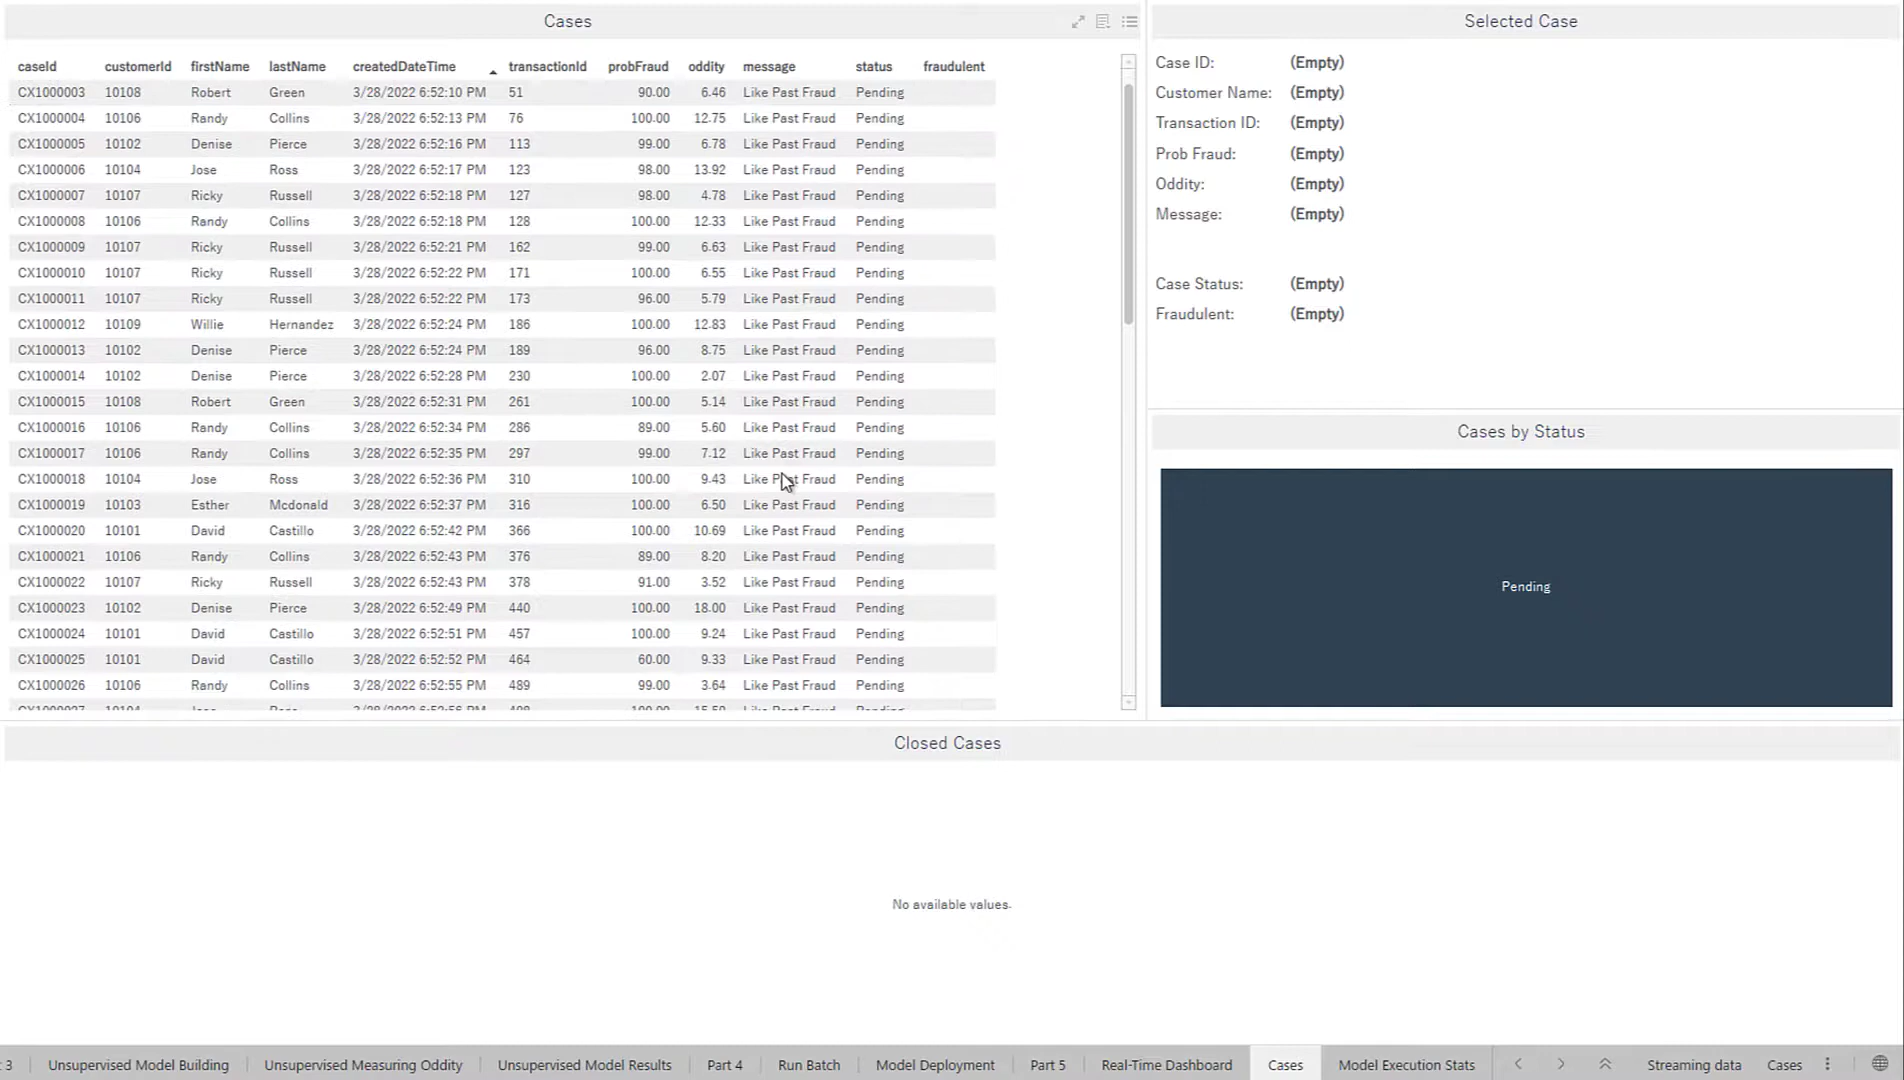 Cases
caseId customerId firstName lastName createdDateTime transactionId probFraud oddity message status fraudulent
CX1000003 10108 Robert Green 3/28/2022 6:52:10 PM 51 90.00 6.46 Like Past Fraud Pending
CX1000004 10106 Randy Collins 3/28/2022 6:52:13 PM 76 100.00 12.75 Like Past Fraud Pending
CX1000005 10102 Denise Pierce 3/28/2022 6:52:16 PM 113 99.00 6.78 Like Past Fraud Pending
CX1000006 10104 Jose Ross 3/28/2022 6:52:17 PM 123 98.00 13.92 Like Past Fraud Pending
CX1000007 10107 Ricky Russell 3/28/2022 6:52:18 PM 127 98.00 4.78 Like Past Fraud Pending
CX1000008 10106 Randy Collins 3/28/2022 6:52:18 PM 128 100.00 12.33 Like Past Fraud Pending
CX1000009 10107 Ricky Russell 3/28/2022 6:52:21 PM 162 99.00 6.63 Like Past Fraud Pending
CX1000010 10107 Ricky Russell 3/28/2022 6:52:22 PM 171 100.00 6.55 Like Past Fraud Pending
CX1000011 10107 Ricky Russell 3/28/2022 6:52:22 PM 173 96.00 5.79 Like Past Fraud Pending
CX1000012 10109 Willie Hernandez 3/28/2022 6:52:24 PM 186 100.00 12.83 Like Past Fraud Pending
CX1000013 10102 Denise Pierce 3/28/2022 6:52:24 PM 189 96.00 8.75 Like Past Fraud Pending
CX1000014 10102 Denise Pierce 3/28/2022 6:52:28 PM 230 100.00 2.07 Like Past Fraud Pending
CX1000015 10108 Robert Green 3/28/2022 6:52:31 PM 261 100.00 5.14 Like Past Fraud Pending
CX1000016 10106 Randy Collins 3/28/2022 6:52:34 PM 286 89.00 5.60 Like Past Fraud Pending
CX1000017 10106 Randy Collins 3/28/2022 6:52:35 PM 297 99.00 7.12 Like Past Fraud Pending
CX1000018 10104 Jose Ross 3/28/2022 6:52:36 PM 310 100.00 9.43 Like Past Fraud Pending
CX1000019 10103 Esther Mcdonald 3/28/2022 6:52:37 PM 316 100.00 6.50 Like Past Fraud Pending
CX1000020 10101 David Castillo 3/28/2022 6:52:42 PM 366 100.00 10.69 Like Past Fraud Pending
CX1000021 10106 Randy Collins 3/28/2022 6:52:43 PM 376 89.00 8.20 Like Past Fraud Pending
CX1000022 10107 Ricky Russell 3/28/2022 6:52:43 PM 378 91.00 3.52 Like Past Fraud Pending
CX1000023 10102 Denise Pierce 3/28/2022 6:52:49 PM 440 100.00 18.00 Like Past Fraud Pending
CX1000024 10101 David Castillo 3/28/2022 6:52:51 PM 457 100.00 9.24 Like Past Fraud Pending
CX1000025 10101 David Castillo 3/28/2022 6:52:52 PM 464 60.00 9.33 Like Past Fraud Pending
CX1000026 10106 Randy Collins 3/28/2022 6:52:55 PM 489 99.00 3.64 Like Past Fraud Pending
Selected Case
Case ID: (Empty)
Customer Name: (Empty)
Transaction ID: (Empty)
Prob Fraud: (Empty)
Oddity: (Empty)
Message: (Empty)
Case Status: (Empty)
Fraudulent: (Empty)
Cases by Status
Pending
Closed Cases
No available values.
3 Unsupervised Model Building Unsupervised Measuring Oddity Unsupervised Model Results Part 4 Run Batch Model Deployment Part 5 Real-Time Dashboard Cases Model Execution Stats Streaming data Cases